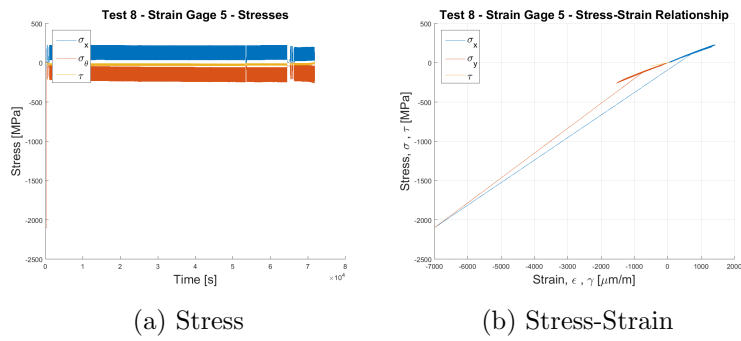 Test 8 - Strain Gage 5 - Stresses
500
0
-500
-1000
-1500
-2000
-2500
Stress [MPa]
σx
σθ
τ
0 1 2 3 4 5 6 7 8
×10⁴
Time [s]
(a) Stress
Test 8 - Strain Gage 5 - Stress-Strain Relationship
500
0
-500
-1000
-1500
-2000
-2500
Stress, σ , τ [MPa]
σx
σy
τ
-7000 -6000 -5000 -4000 -3000 -2000 -1000 0 1000 2000
Strain, ϵ , γ [μm/m]
(b) Stress-Strain